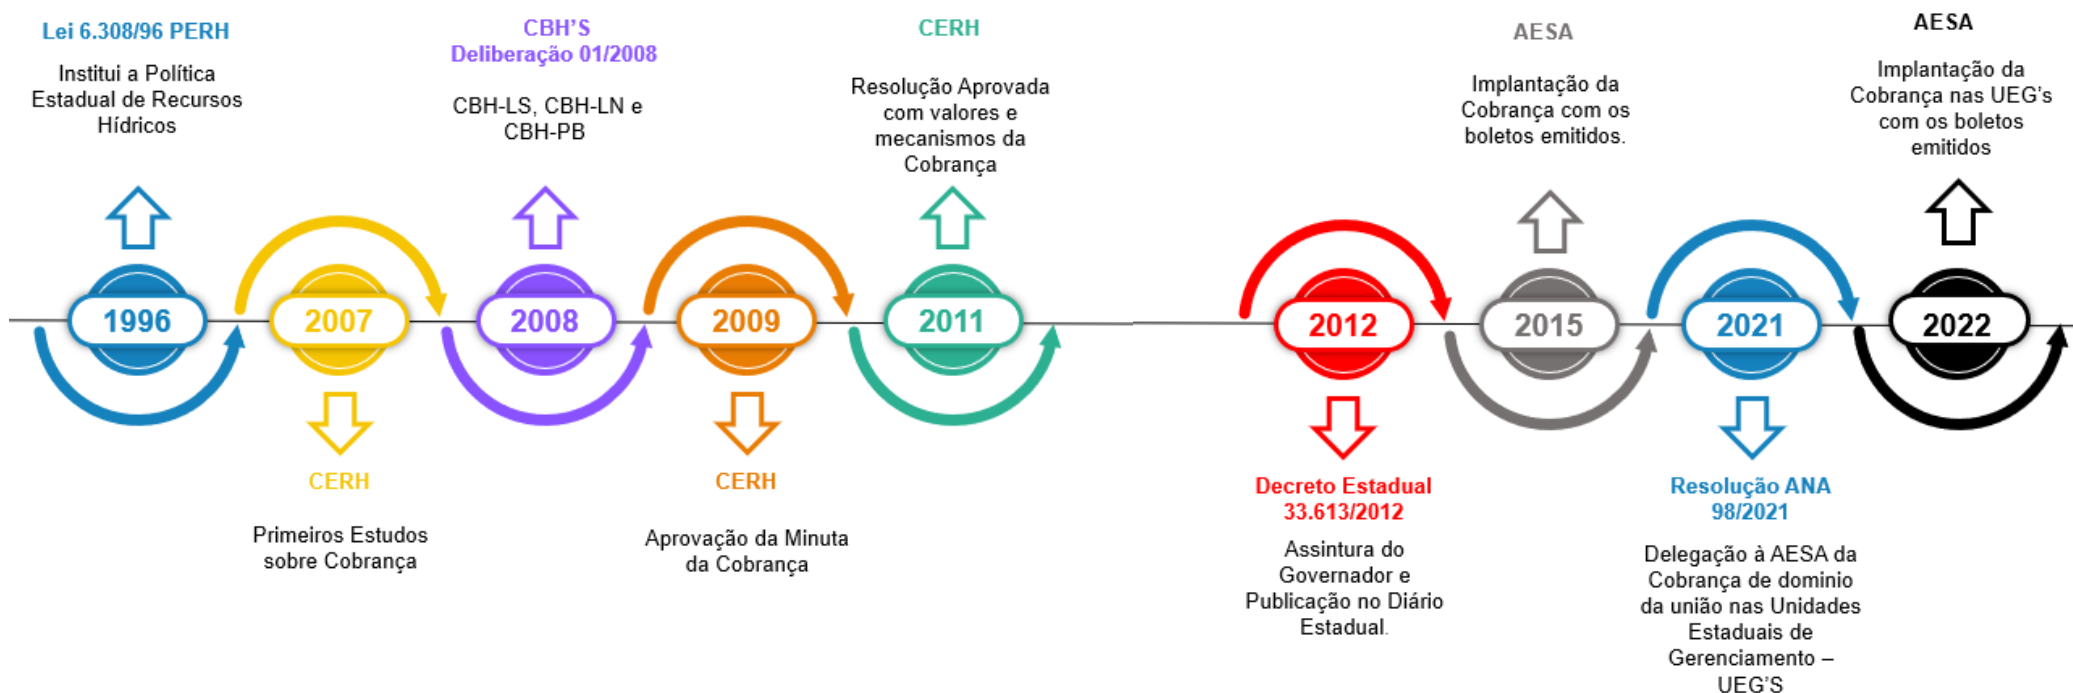 Lei 6.308/96 PERH
Institui a Política
Estadual de Recursos
Hídricos
1996
2007
CERH
Primeiros Estudos
sobre Cobrança
CBH'S
Deliberação 01/2008
CBH-LS, CBH-LN e
CBH-PB
2008
2009
CERH
Aprovação da Minuta
da Cobrança
CERH
Resolução Aprovada
com valores e
mecanismos da
Cobrança
2011
2012
Decreto Estadual
33.613/2012
Assintura do
Governador e
Publicação no Diário
Estadual.
AESA
Implantação da
Cobrança com os
boletos emitidos.
2015
2021
Resolução ANA
98/2021
Delegação à AESA da
Cobrança de dominio
da união nas Unidades
Estaduais de
Gerenciamento –
UEG'S
AESA
Implantação da
Cobrança nas UEG's
com os boletos
emitidos
2022